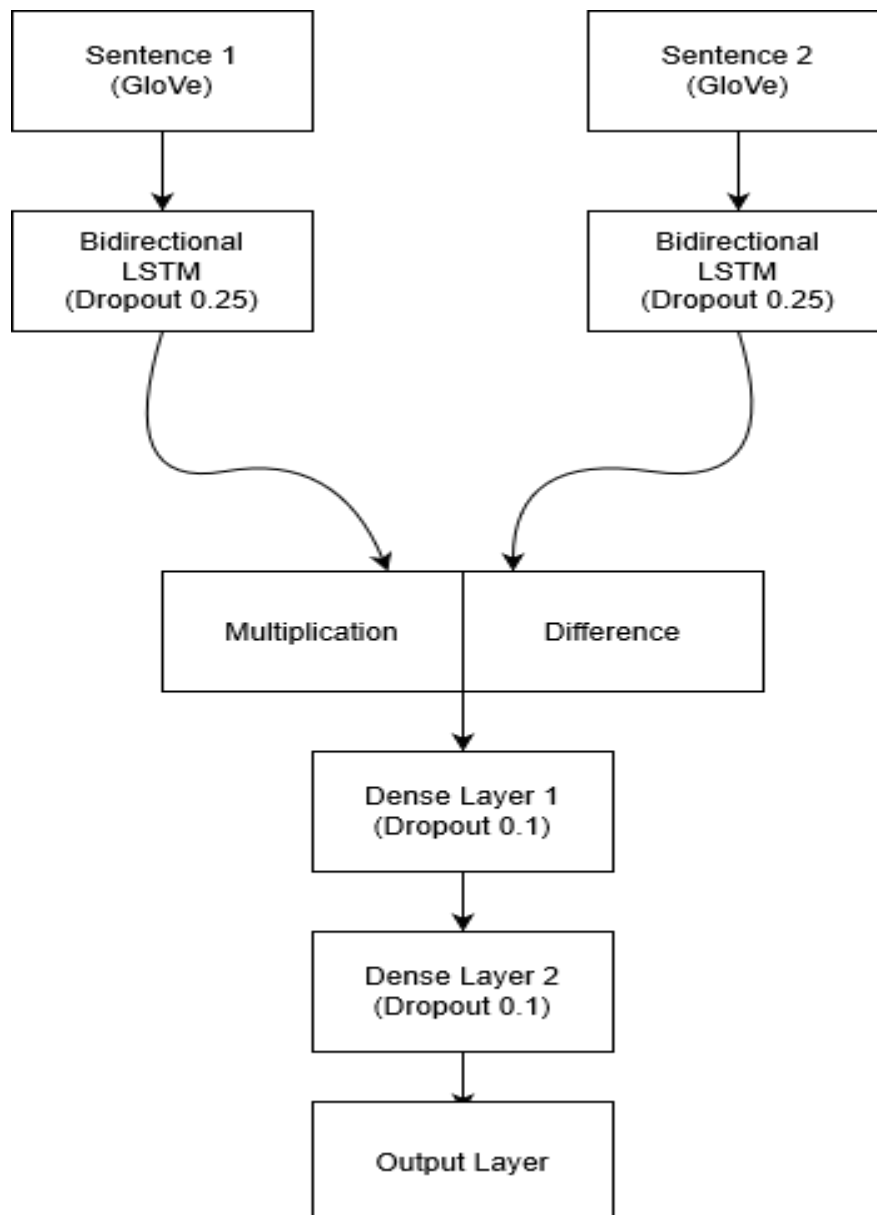 Sentence 1
(GloVe)
Sentence 2
(GloVe)
Bidirectional
LSTM
(Dropout 0.25)
Bidirectional
LSTM
(Dropout 0.25)
Multiplication
Difference
Dense Layer 1
(Dropout 0.1)
Dense Layer 2
(Dropout 0.1)
Output Layer